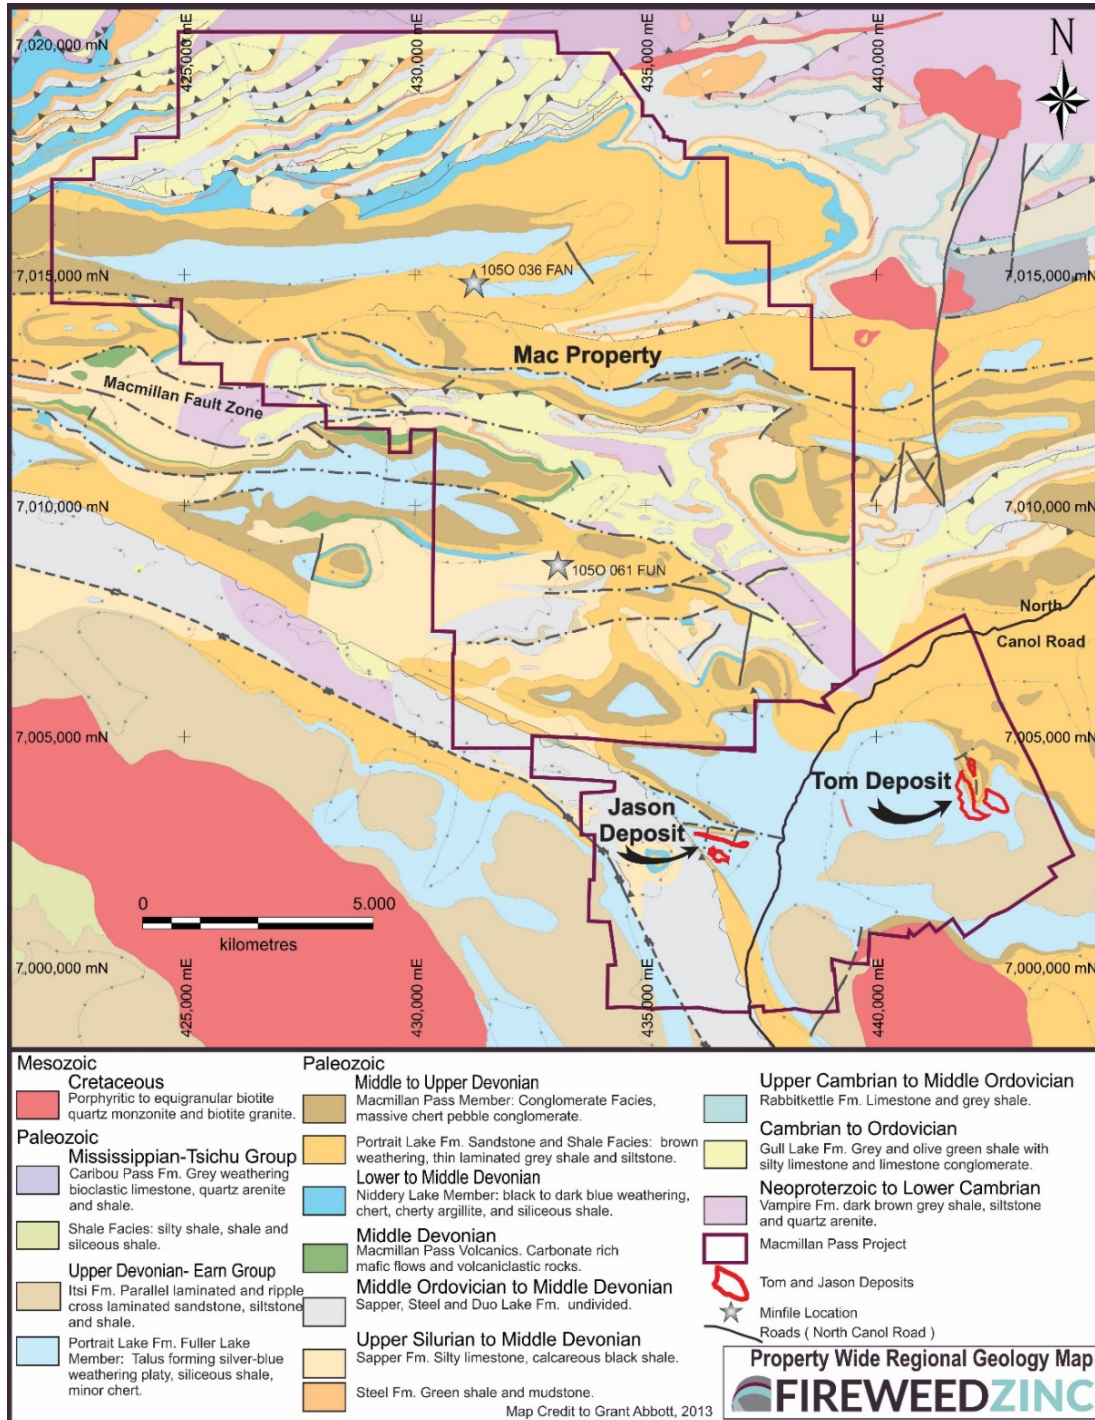 7,020,000 mN
425,000 mE
430,000 mE
435,000 mE
440,000 mE
N
7,015,000 mN
105O 036 FAN
7,015,000 mN
Mac Property
Macmillan Fault Zone
7,010,000 mN
7,010,000 mN
105O 061 FUN
North
Canol Road
7,005,000 mN
7,005,000 mN
Tom Deposit
Jason
Deposit
0 5.000
kilometres
7,000,000 mN
425,000 mE
430,000 mE
435,000 mE
440,000 mE
7,000,000 mN
Mesozoic
Cretaceous
Porphyritic to equigranular biotite
quartz monzonite and biotite granite.
Paleozoic
Mississippian-Tsichu Group
Caribou Pass Fm. Grey weathering
bioclastic limestone, quartz arenite
and shale.
Shale Facies: silty shale, shale and
silceous shale.
Upper Devonian- Earn Group
Itsi Fm. Parallel laminated and ripple
cross laminated sandstone, siltstone
and shale.
Portrait Lake Fm. Fuller Lake
Member: Talus forming silver-blue
weathering platy, siliceous shale,
minor chert.
Paleozoic
Middle to Upper Devonian
Macmillan Pass Member: Conglomerate Facies,
massive chert pebble conglomerate.
Portrait Lake Fm. Sandstone and Shale Facies: brown
weathering, thin laminated grey shale and siltstone.
Lower to Middle Devonian
Niddery Lake Member: black to dark blue weathering,
chert, cherty argillite, and siliceous shale.
Middle Devonian
Macmillan Pass Volcanics. Carbonate rich
mafic flows and volcaniclastic rocks.
Middle Ordovician to Middle Devonian
Sapper, Steel and Duo Lake Fm. undivided.
Upper Silurian to Middle Devonian
Sapper Fm. Silty limestone, calcareous black shale.
Steel Fm. Green shale and mudstone.
Map Credit to Grant Abbott, 2013
Upper Cambrian to Middle Ordovician
Rabbitkettle Fm. Limestone and grey shale.
Cambrian to Ordovician
Gull Lake Fm. Grey and olive green shale with
silty limestone and limestone conglomerate.
Neoproterzoic to Lower Cambrian
Vampire Fm. dark brown grey shale, siltstone
and quartz arenite.
Macmillan Pass Project
Tom and Jason Deposits
Minfile Location
Roads ( North Canol Road )
Property Wide Regional Geology Map
FIREWEEDZINC